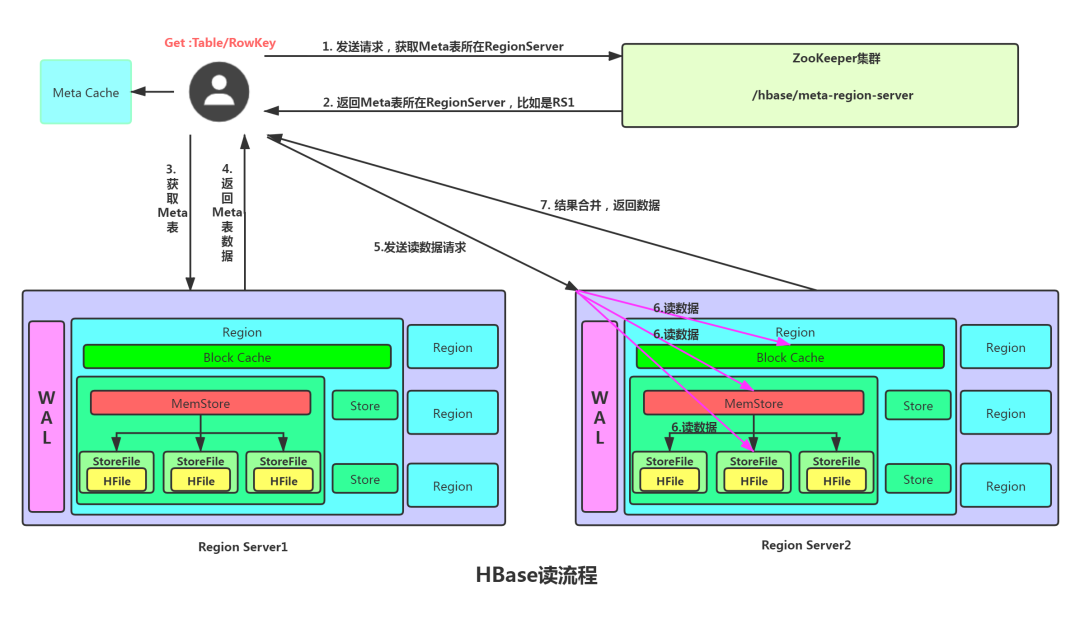 Get :Table/RowKey
1. 发送请求，获取Meta表所在RegionServer
ZooKeeper集群
/hbase/meta-region-server
Meta Cache
2. 返回Meta表所在RegionServer，比如是RS1
3.
获
取
Meta
表
4.
返
回
Meta
表
数
据
5.发送读数据请求
7. 结果合并，返回数据
W
A
L
Region
Block Cache
MemStore
StoreFile
HFile
StoreFile
HFile
StoreFile
HFile
Store
Store
Region
Region
Region
Region Server1
6.读数据
6.读数据
6.读数据
W
A
L
Region
Block Cache
MemStore
StoreFile
HFile
StoreFile
HFile
StoreFile
HFile
Store
Store
Region
Region
Region
Region Server2
HBase读流程